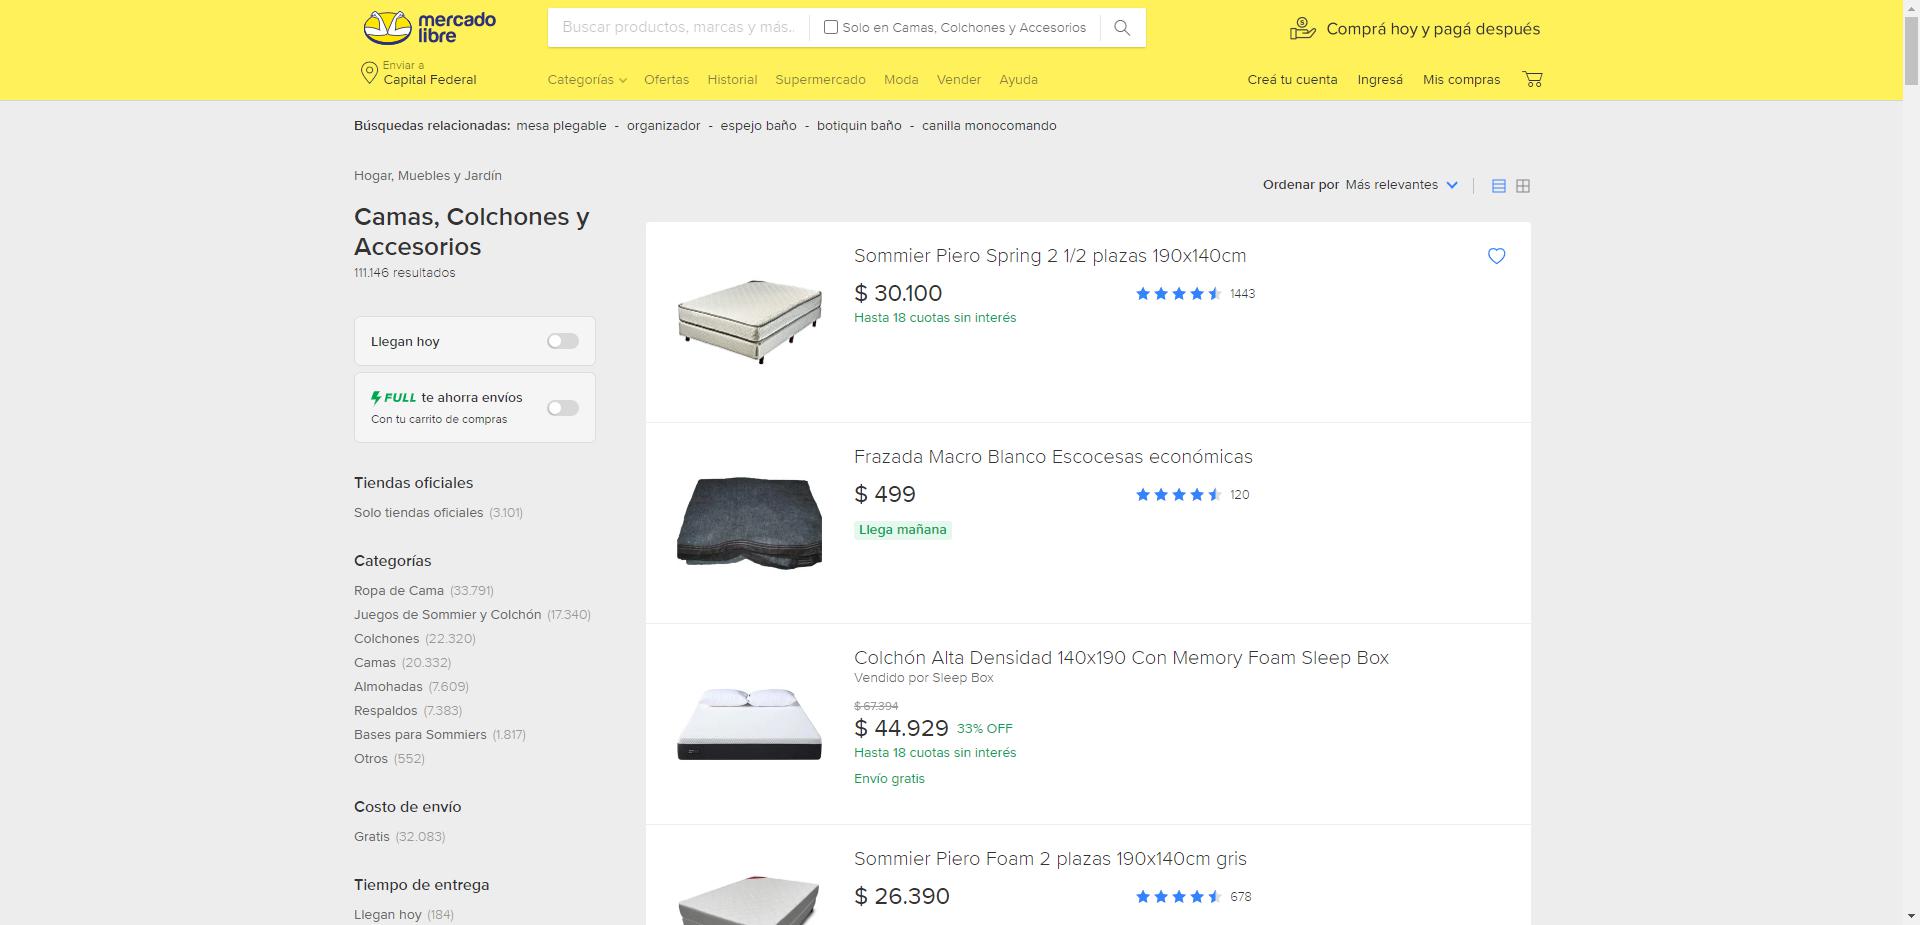 mercado
libre
Buscar productos, marcas y más..
Solo en Camas, Colchones y Accesorios
Comprá hoy y pagá después
Enviar a
Capital Federal
Categorías
Ofertas
Historial
Supermercado
Moda
Vender
Ayuda
Creá tu cuenta
Ingresá
Mis compras
Búsquedas relacionadas: mesa plegable - organizador - espejo baño - botiquin baño - canilla monocomando
Hogar, Muebles y Jardín
Camas, Colchones y
Accesorios
111.146 resultados
Ordenar por Más relevantes
Llegan hoy
FULL te ahorra envíos
Con tu carrito de compras
Tiendas oficiales
Solo tiendas oficiales (3.101)
Categorías
Ropa de Cama (33.791)
Juegos de Sommier y Colchón (17.340)
Colchones (22.320)
Camas (20.332)
Almohadas (7.609)
Respaldos (7.383)
Bases para Sommiers (1.817)
Otros (552)
Costo de envío
Gratis (32.083)
Tiempo de entrega
Llegan hoy (184)
Sommier Piero Spring 2 1/2 plazas 190x140cm
$ 30.100
1443
Hasta 18 cuotas sin interés
Frazada Macro Blanco Escocesas económicas
$ 499
120
Llega mañana
Colchón Alta Densidad 140x190 Con Memory Foam Sleep Box
Vendido por Sleep Box
$ 67.394
$ 44.929 33% OFF
Hasta 18 cuotas sin interés
Envío gratis
Sommier Piero Foam 2 plazas 190x140cm gris
$ 26.390
678